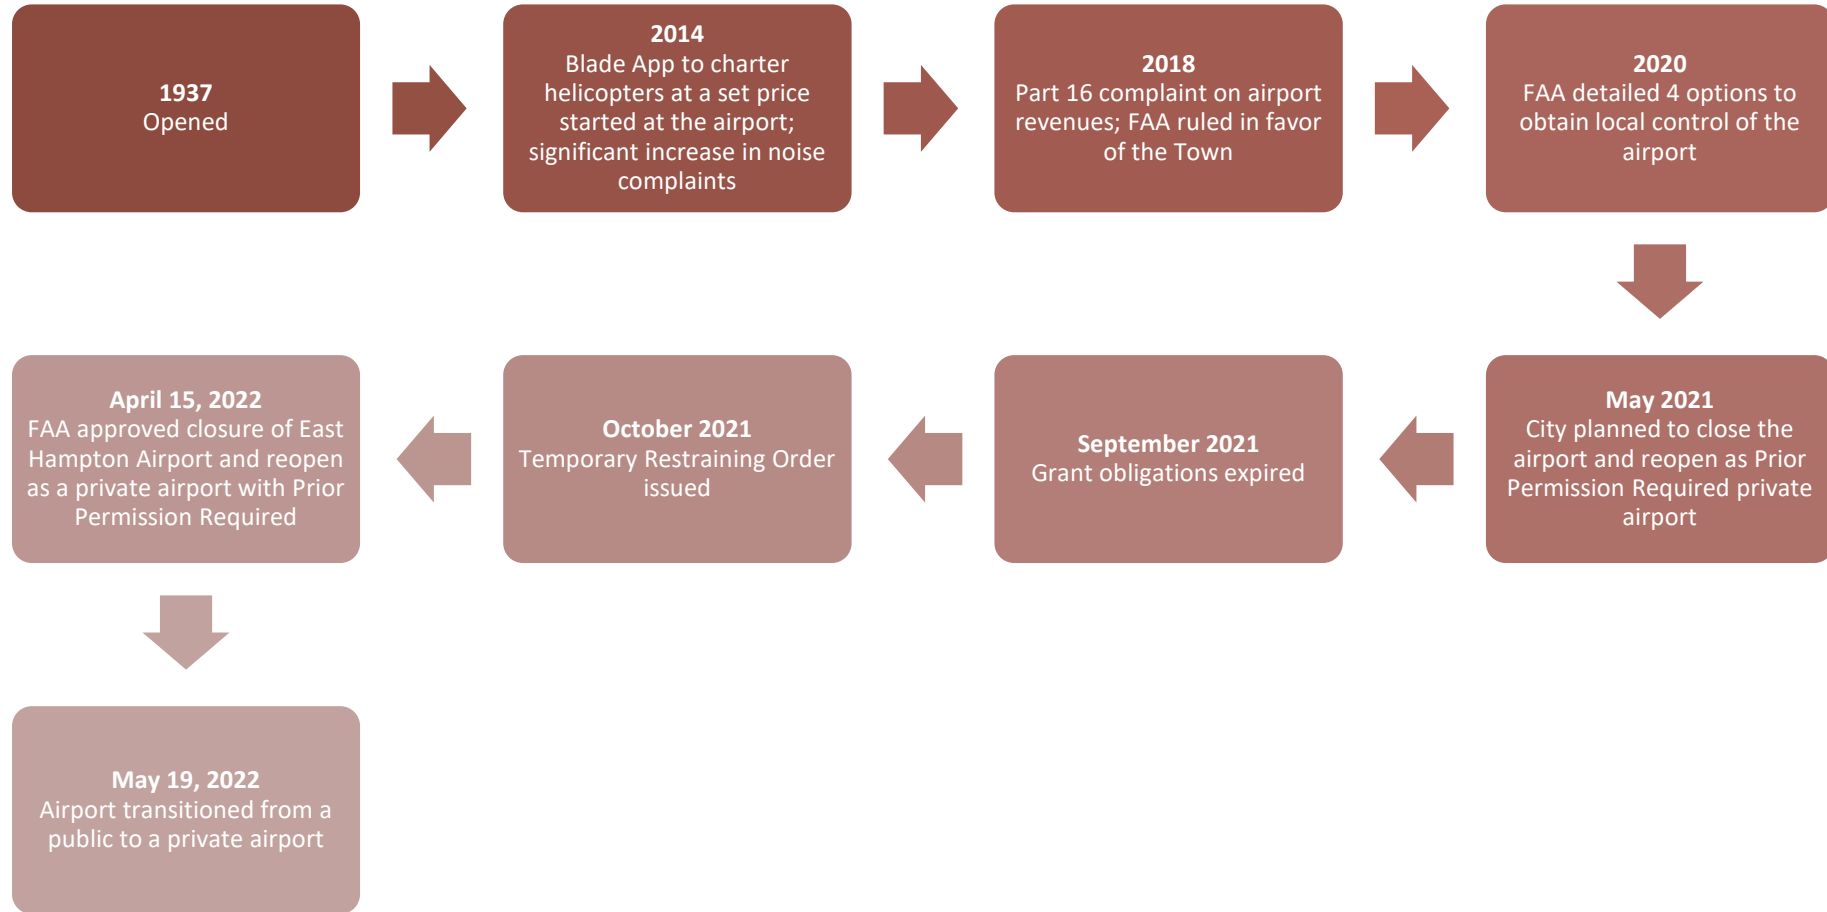 1937
Opened
2014
Blade App to charter
helicopters at a set price
started at the airport;
significant increase in noise
complaints
2018
Part 16 complaint on airport
revenues; FAA ruled in favor
of the Town
2020
FAA detailed 4 options to
obtain local control of the
airport
May 2021
City planned to close the
airport and reopen as Prior
Permission Required private
airport
September 2021
Grant obligations expired
October 2021
Temporary Restraining Order
issued
April 15, 2022
FAA approved closure of East
Hampton Airport and reopen
as a private airport with Prior
Permission Required
May 19, 2022
Airport transitioned from a
public to a private airport